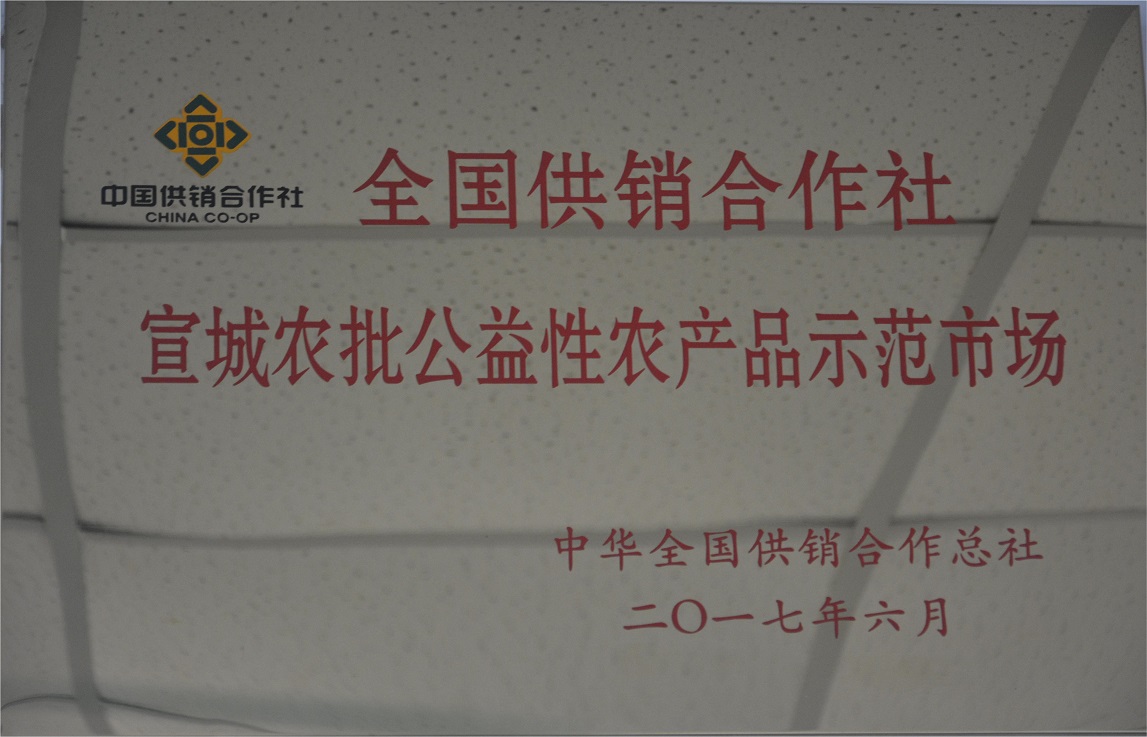 中国供销合作社
CHINA CO-OP
全国供销合作社
宣城农批公益性农产品示范市场
中华全国供销合作总社
二〇一七年六月